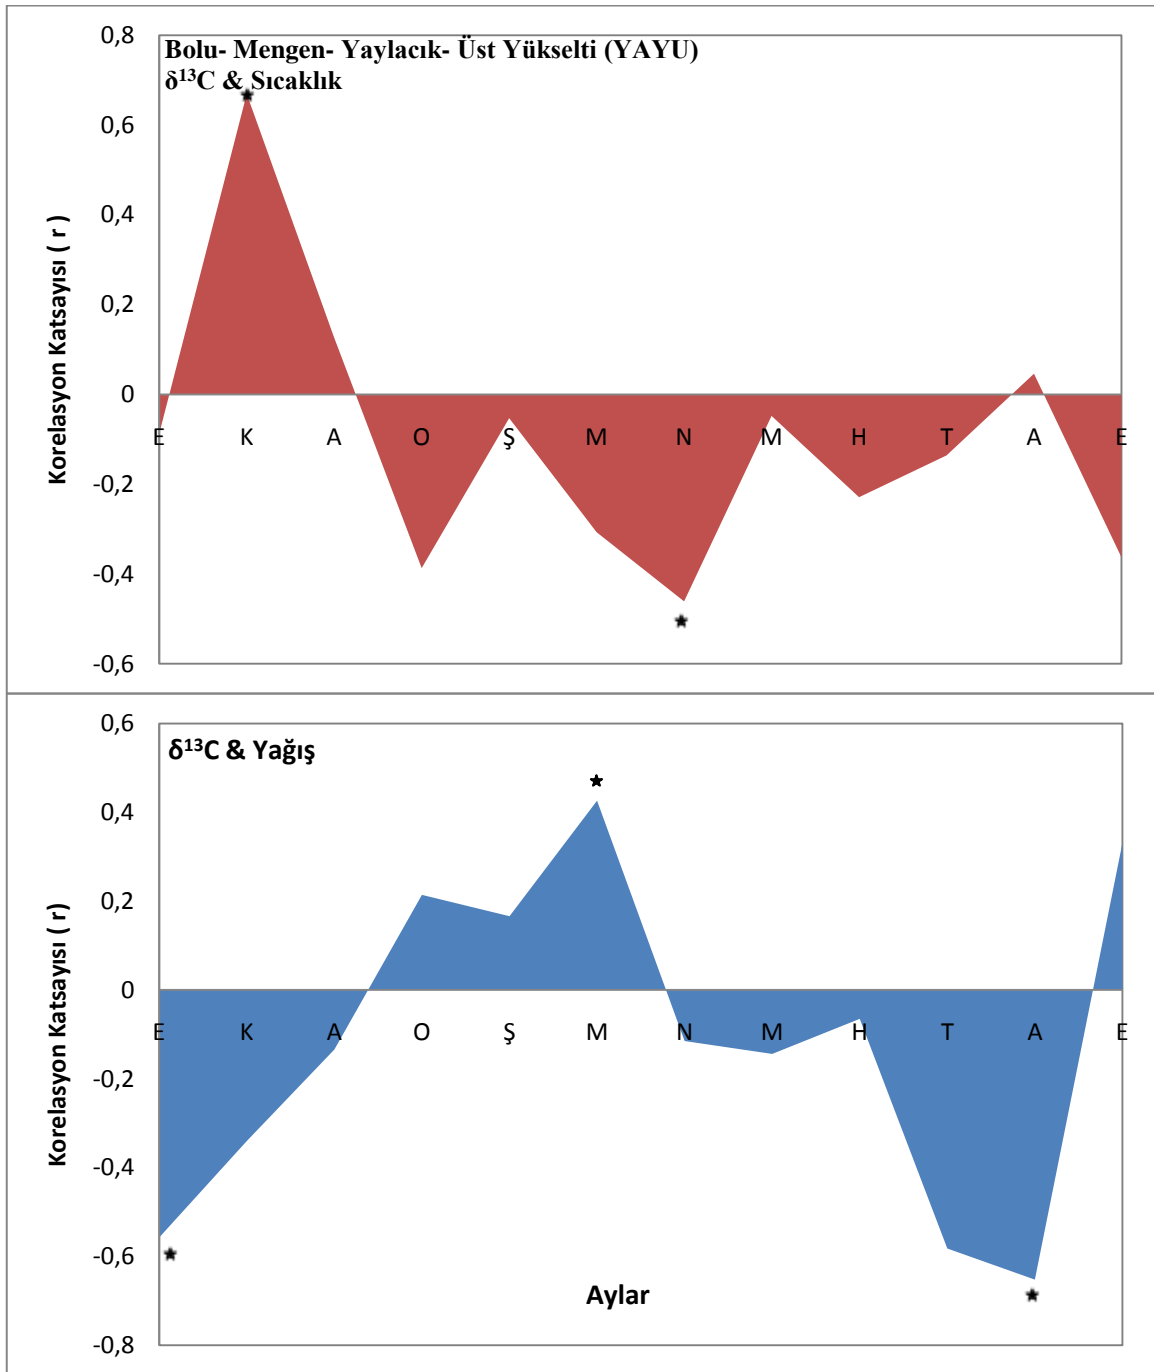 Bolu- Mengen- Yaylacık- Üst Yükselti (YAYU)
δ¹³C & Sıcaklık
Korelasyon Katsayısı ( r )
0,8
0,6
0,4
0,2
0
-0,2
-0,4
-0,6
E K A O Ş M N M H T A E
δ¹³C & Yağış
Korelasyon Katsayısı ( r)
0,6
0,4
0,2
0
-0,2
-0,4
-0,6
-0,8
E K A O Ş M N M H T A E
Aylar